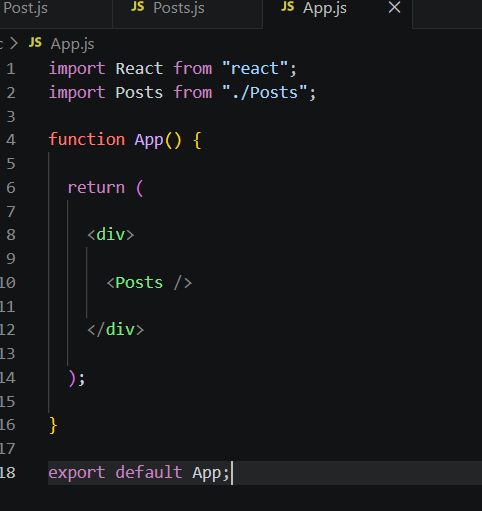 Post.js JS Posts.js JS App.js
c > JS App.js
1 import React from "react";
2 import Posts from "./Posts";
3
4 function App() {
5
6 return (
7
8 <div>
9
10 <Posts />
11
12 </div>
13
14 );
15
16 }
17
18 export default App;